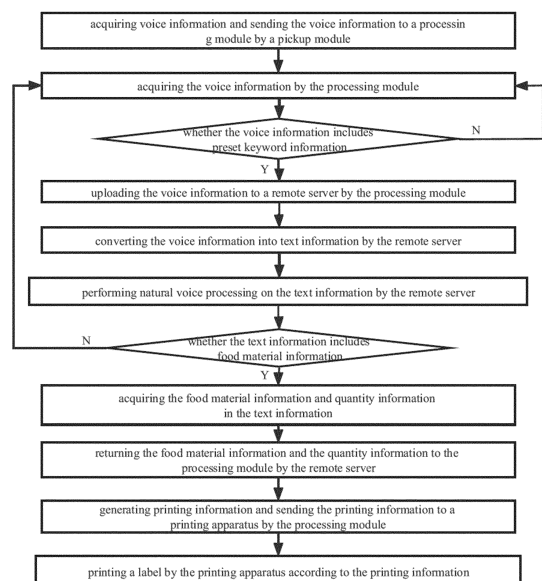 acquiring voice information and sending the voice information to a processin
g module by a pickup module
acquiring the voice information by the processing module
whether the voice information includes
preset keyword information
N
Y
uploading the voice information to a remote server by the processing module
converting the voice information into text information by the remote server
performing natural voice processing on the text information by the remote server
whether the text information includes
food material information
N
Y
acquiring the food material information and quantity information
in the text information
returning the food material information and the quantity information to the
processing module by the remote server
generating printing information and sending the printing information to a
printing apparatus by the processing module
printing a label by the printing apparatus according to the printing information